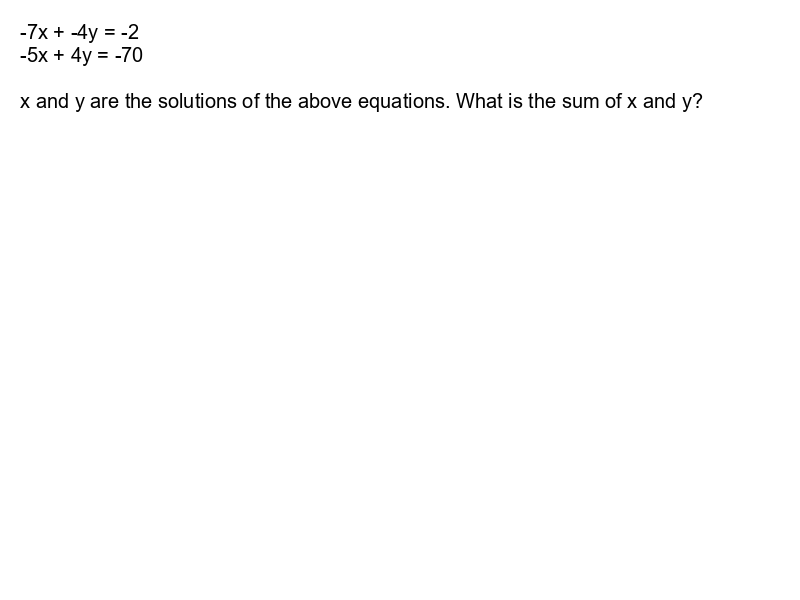 -7x + -4y = -2
-5x + 4y = -70
x and y are the solutions of the above equations. What is the sum of x and y?